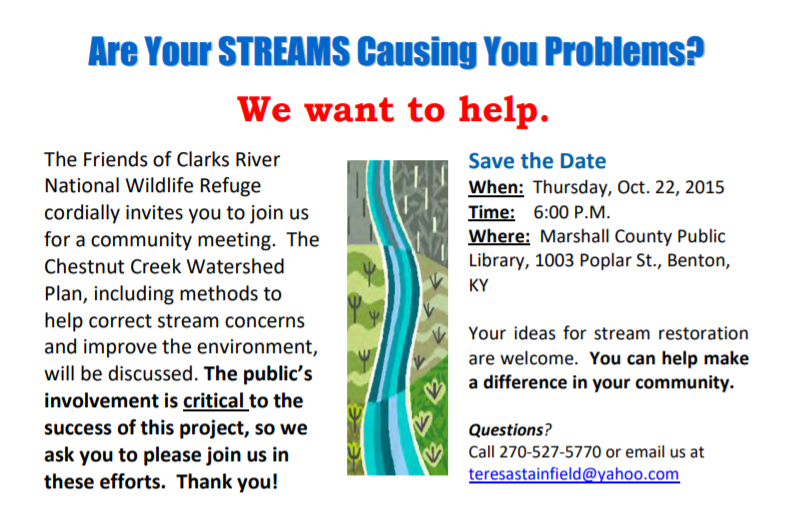 Are Your STREAMS Causing You Problems?
We want to help.
The Friends of Clarks River
National Wildlife Refuge
cordially invites you to join us
for a community meeting.  The
Chestnut Creek Watershed
Plan, including methods to
help correct stream concerns
and improve the environment,
will be discussed. The public’s
involvement is critical to the
success of this project, so we
ask you to please join us in
these efforts.  Thank you!
Save the Date
When:  Thursday, Oct. 22, 2015
Time:   6:00 P.M.
Where:  Marshall County Public
Library, 1003 Poplar St., Benton,
KY
Your ideas for stream restoration
are welcome.  You can help make
a difference in your community.
Questions?
Call 270-527-5770 or email us at
teresastainfield@yahoo.com